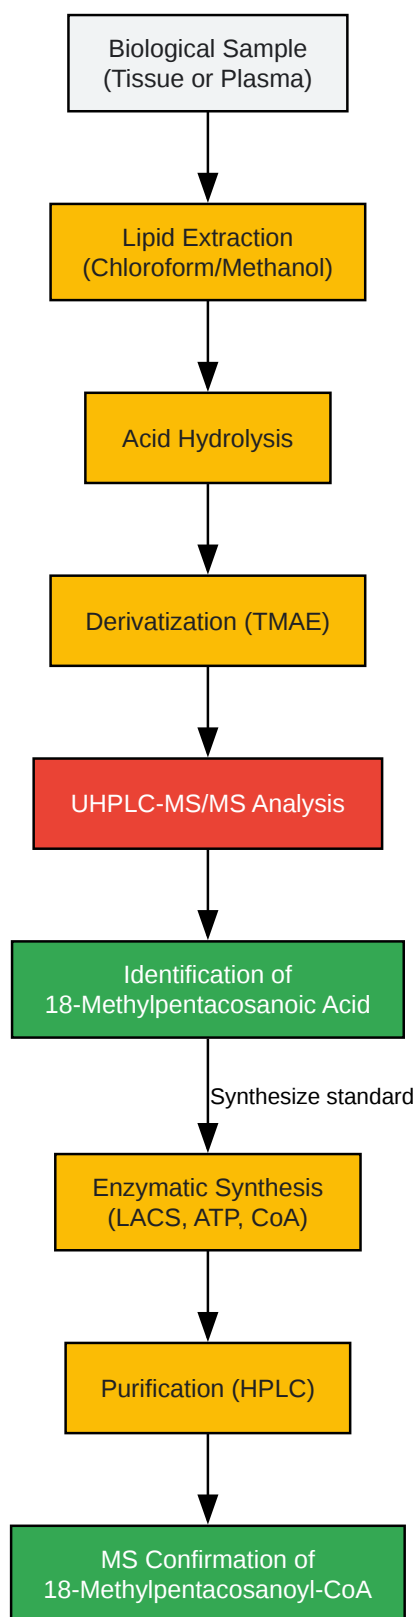 Biological Sample
(Tissue or Plasma)
Lipid Extraction
(Chloroform/Methanol)
Acid Hydrolysis
Derivatization (TMAE)
UHPLC-MS/MS Analysis
Identification of
18-Methylpentacosanoic Acid
Synthesize standard
Enzymatic Synthesis
(LACS, ATP, CoA)
Purification (HPLC)
MS Confirmation of
18-Methylpentacosanoyl-CoA